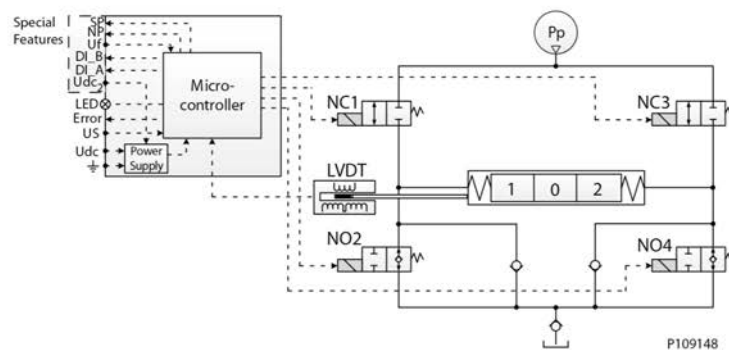 Special
Features
SP
NP
Uf
DI_B
DI_A
Udc2
LED
Error
US
Udc
Micro-
controller
Power
Supply
Pp
NC1
NC3
LVDT
1 0 2
NO2
NO4
P109148